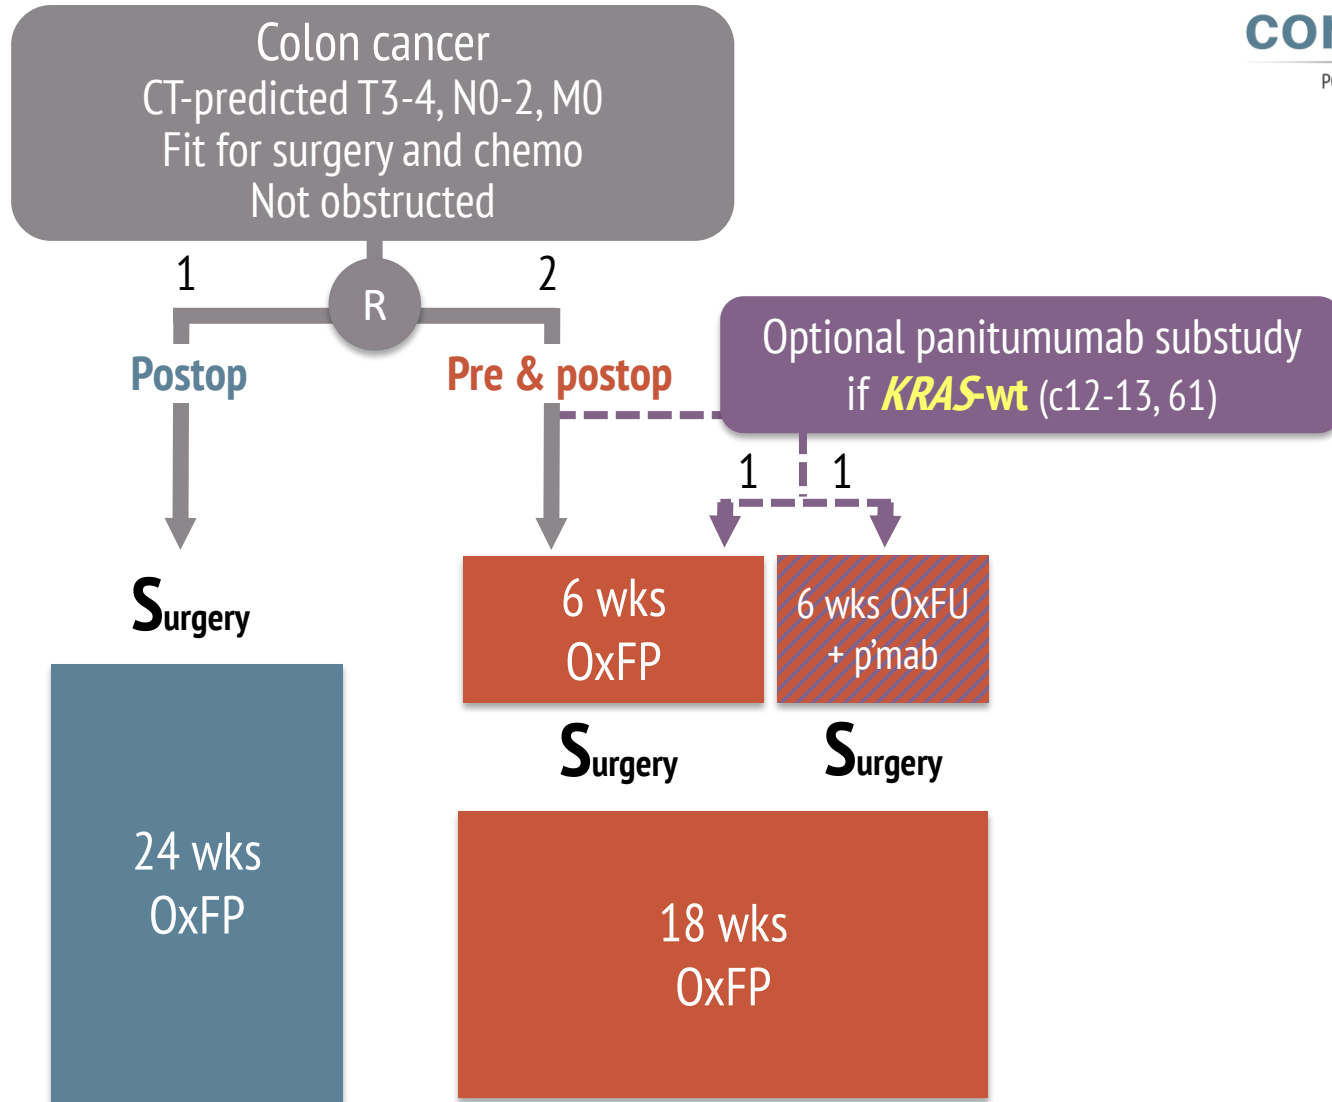 Colon cancer
CT-predicted T3-4, N0-2, M0
Fit for surgery and chemo
Not obstructed
1
2
R
Postop
Pre & postop
Optional panitumumab substudy
if KRAS-wt (c12-13, 61)
1
1
Surgery
6 wks
OxFP
6 wks OxFU
+ p'mab
Surgery
Surgery
24 wks
OxFP
18 wks
OxFP